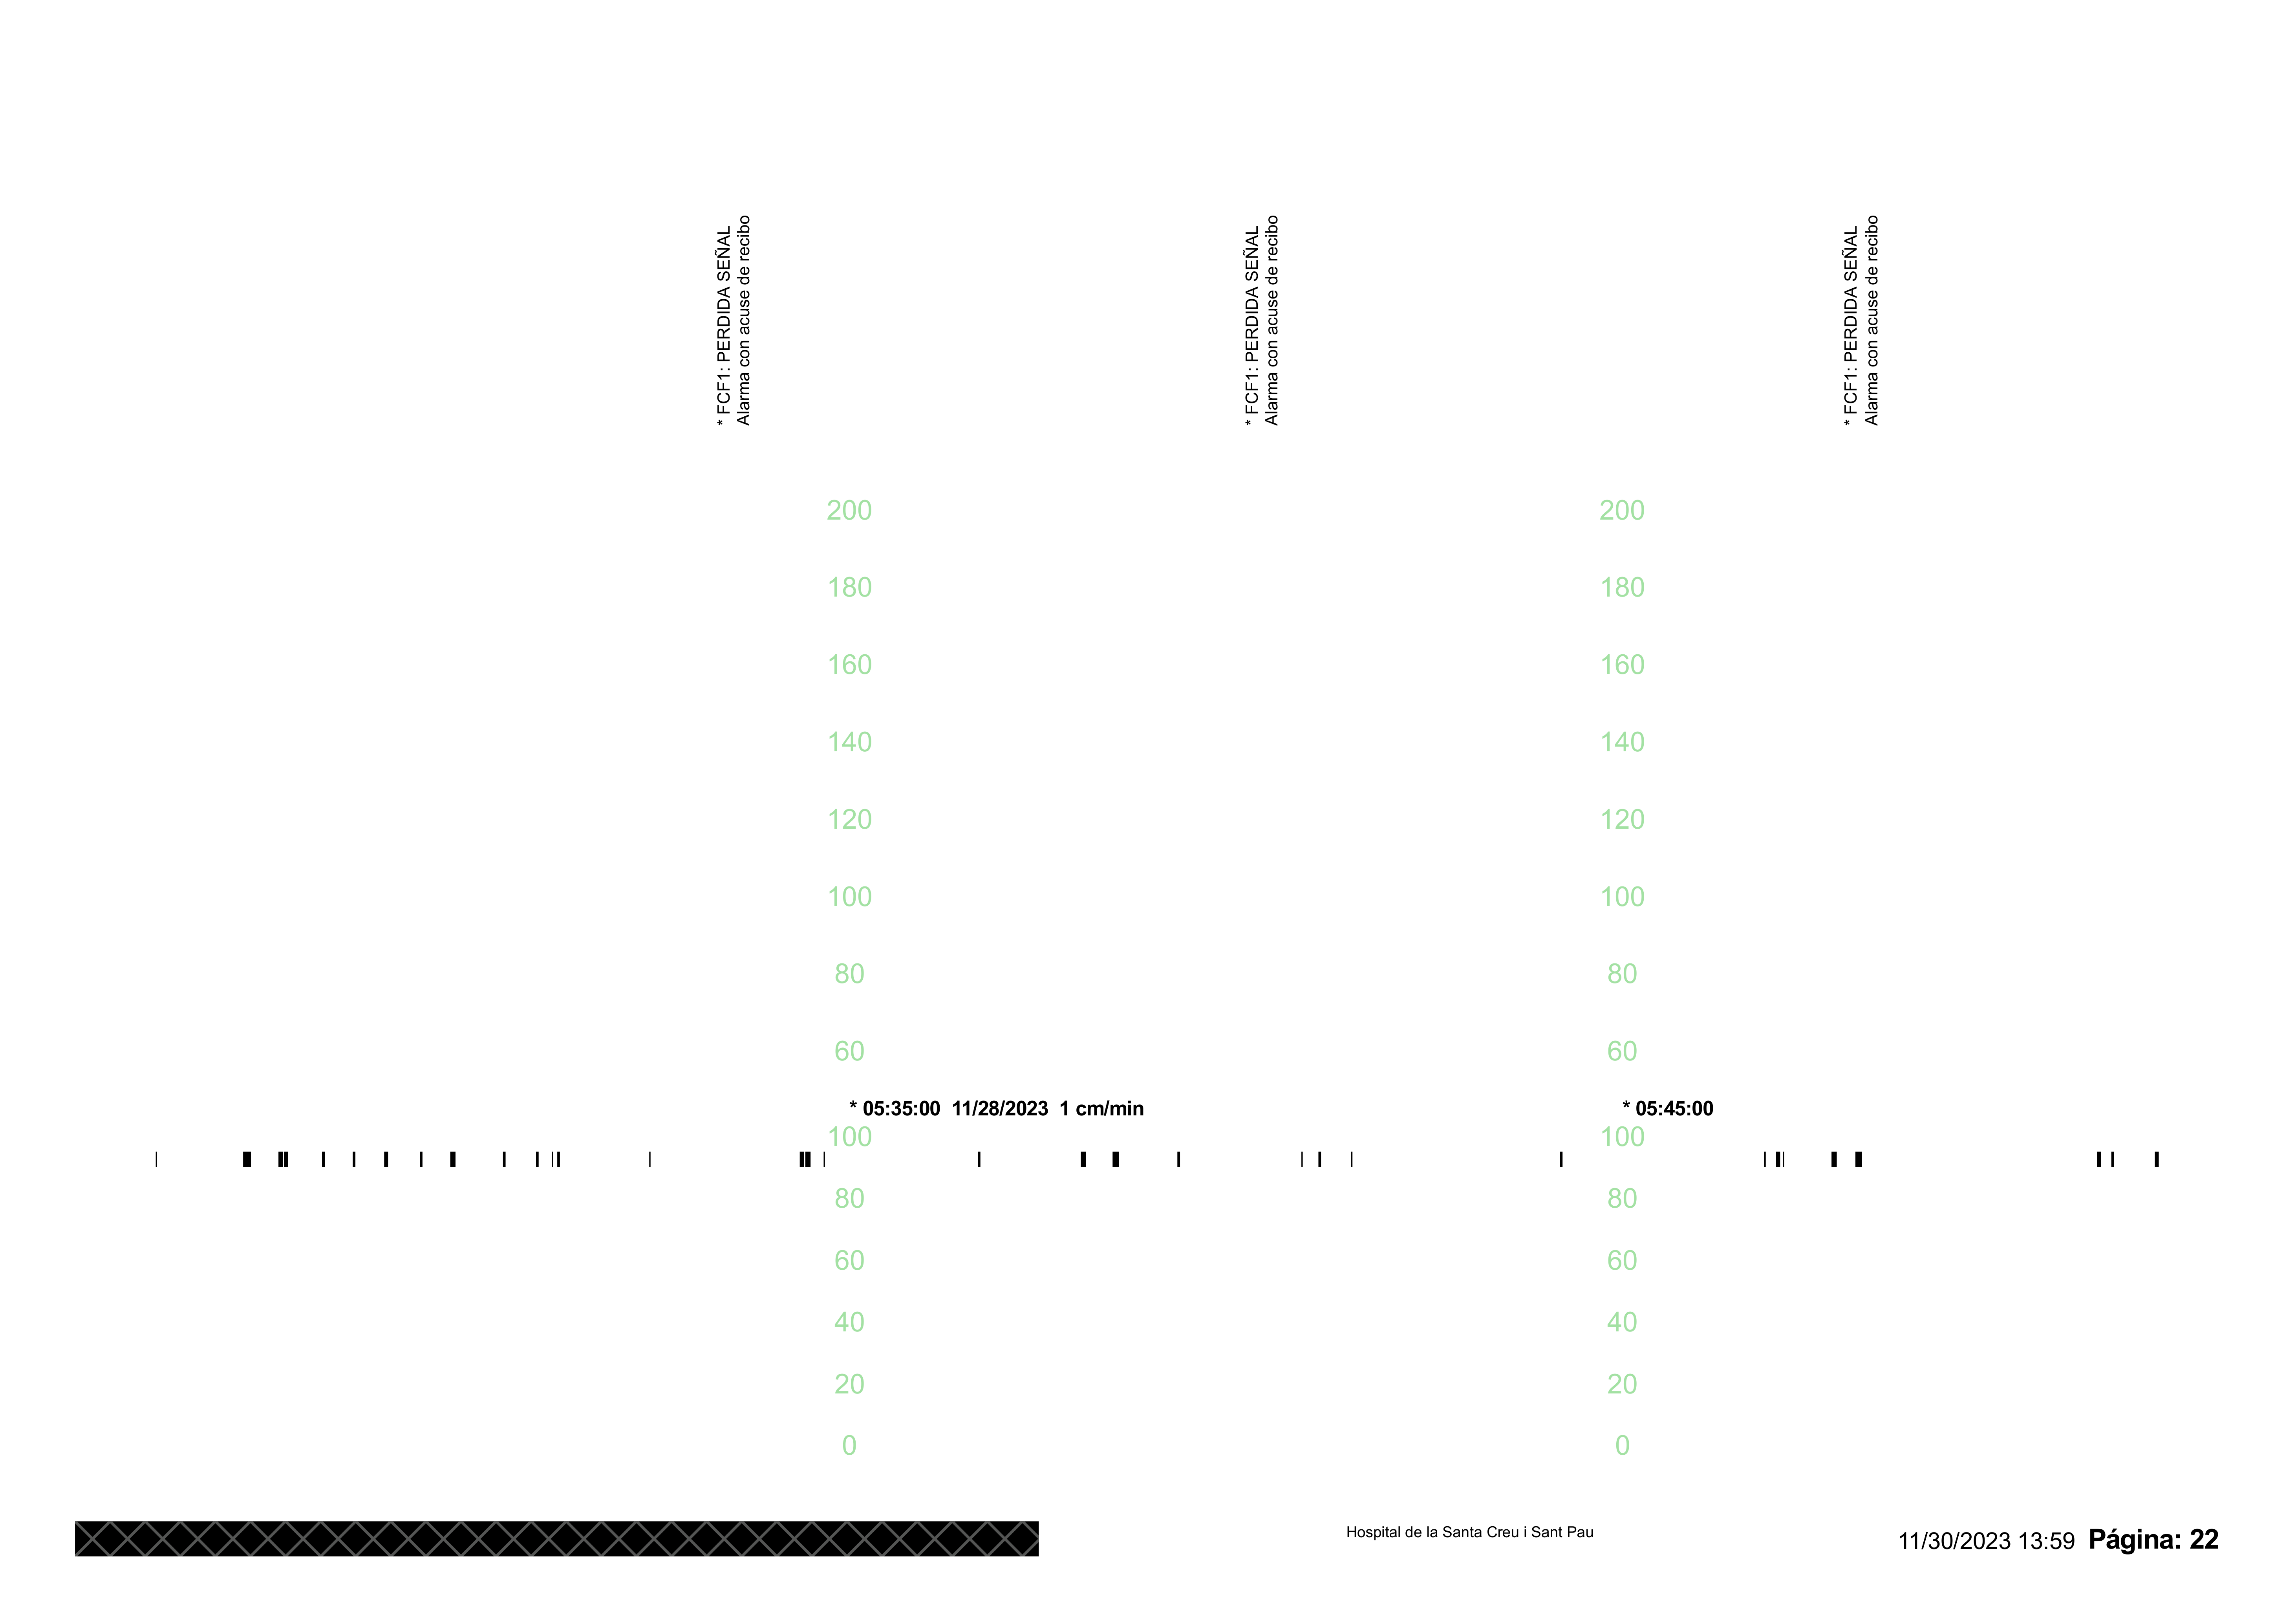 * FCF1: PERDIDA SEÑAL
Alarma con acuse de recibo
* FCF1: PERDIDA SEÑAL
Alarma con acuse de recibo
* FCF1: PERDIDA SEÑAL
Alarma con acuse de recibo
200 200
180 180
160 160
140 140
120 120
100 100
80 80
60 60
* 05:35:00 11/28/2023 1 cm/min * 05:45:00
100 100
80 80
60 60
40 40
20 20
0 0
Hospital de la Santa Creu i Sant Pau
11/30/2023 13:59 Página: 22